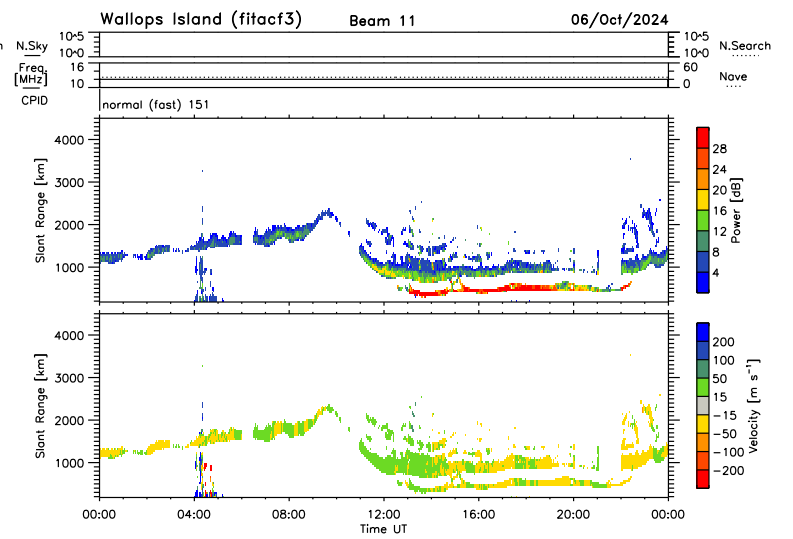 Wallops Island (fitacf3) Beam 11 06/Oct/2024
N.Sky 10^5 10^0 10^5 10^0 N.Search
Freq. [MHz] 16 10 60 0 Nave
CPID normal (fast) 151
Slant Range [km]
4000
3000
2000
1000
28
24
20
16
12
8
4
Power [dB]
Slant Range [km]
4000
3000
2000
1000
200
100
50
15
−15
−50
−100
−200
Velocity [m s⁻¹]
00:00 04:00 08:00 12:00 16:00 20:00 00:00
Time UT